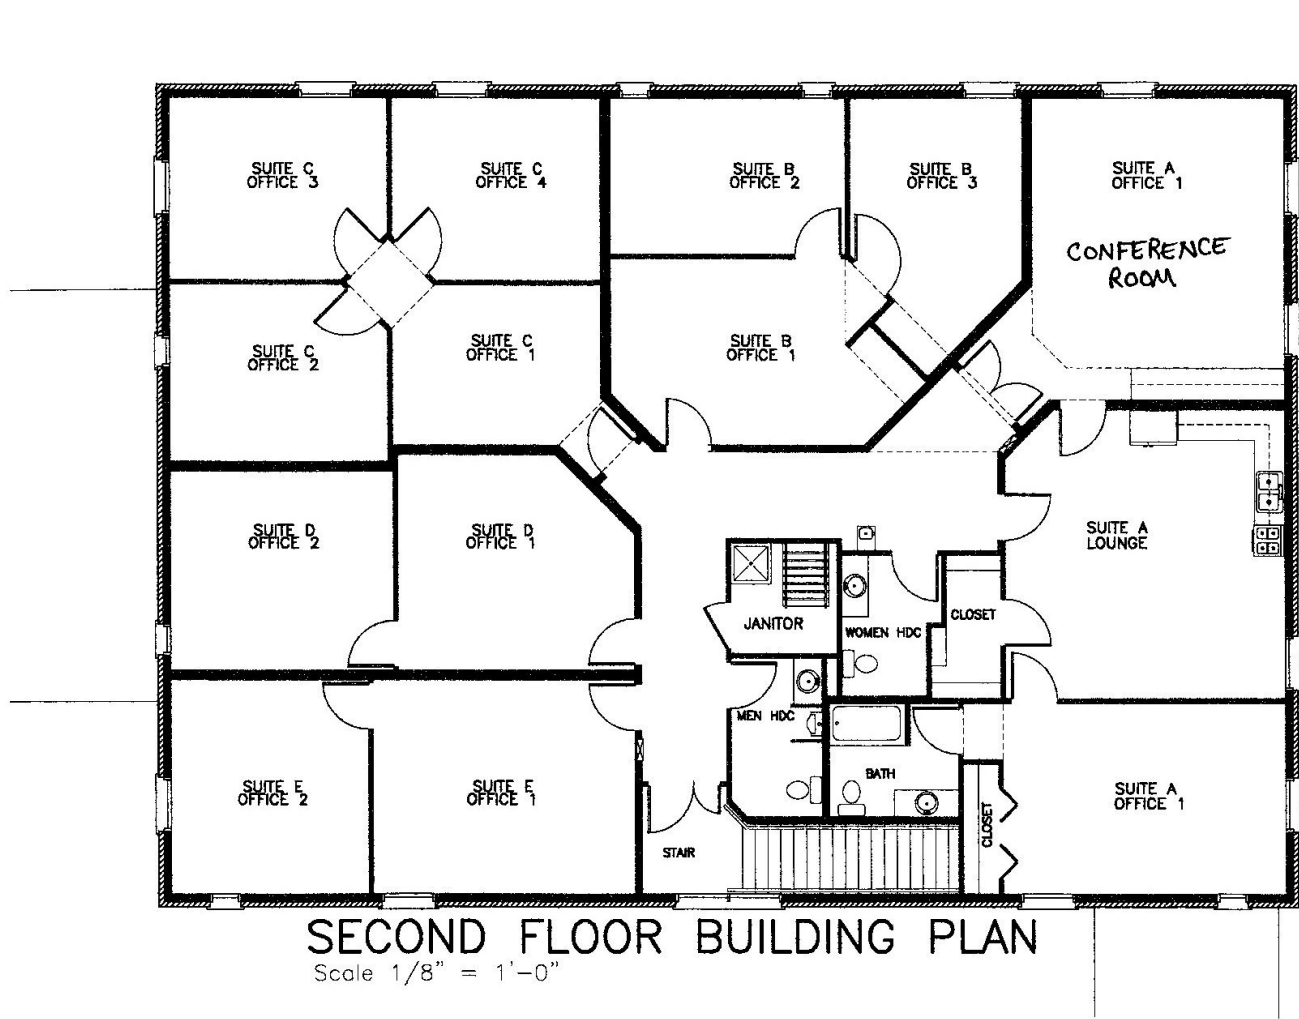 SUITE C
OFFICE 3
SUITE C
OFFICE 4
SUITE B
OFFICE 2
SUITE B
OFFICE 3
SUITE A
OFFICE 1
CONFERENCE
ROOM
SUITE C
OFFICE 2
SUITE C
OFFICE 1
SUITE B
OFFICE 1
SUITE D
OFFICE 2
SUITE D
OFFICE 1
SUITE A
LOUNGE
JANITOR
WOMEN HDC
CLOSET
MEN HDC
SUITE E
OFFICE 2
SUITE E
OFFICE 1
BATH
SUITE A
OFFICE 1
CLOSET
STAIR
SECOND FLOOR BUILDING PLAN
Scale 1/8" = 1'-0"